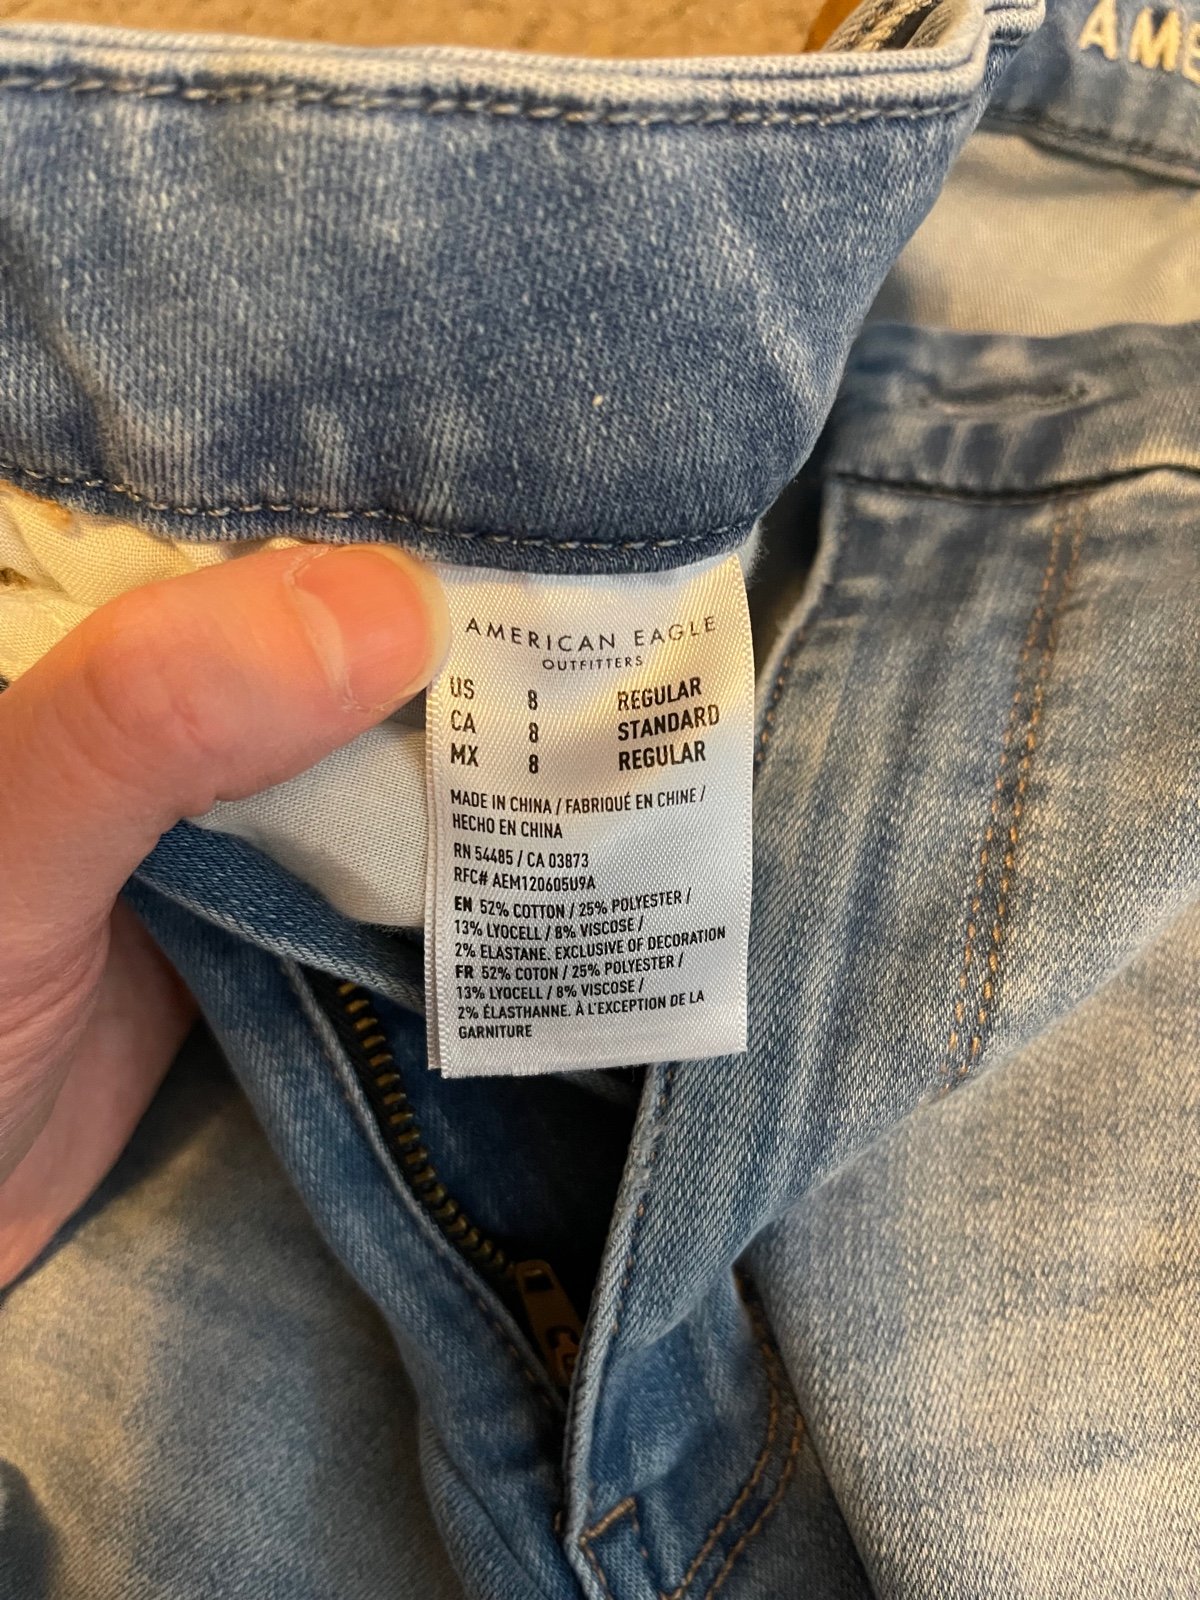 AMERICAN EAGLE
OUTFITTERS
US 8 REGULAR
CA 8 STANDARD
MX 8 REGULAR
MADE IN CHINA / FABRIQUÉ EN CHINE /
HECHO EN CHINA
RN 54485 / CA 03873
RFC# AEM120605U9A
EN 52% COTTON / 25% POLYESTER /
13% LYOCELL / 8% VISCOSE /
2% ELASTANE. EXCLUSIVE OF DECORATION
FR 52% COTON / 25% POLYESTER /
13% LYOCELL / 8% VISCOSE /
2% ÉLASTHANNE. À L'EXCEPTION DE LA
GARNITURE